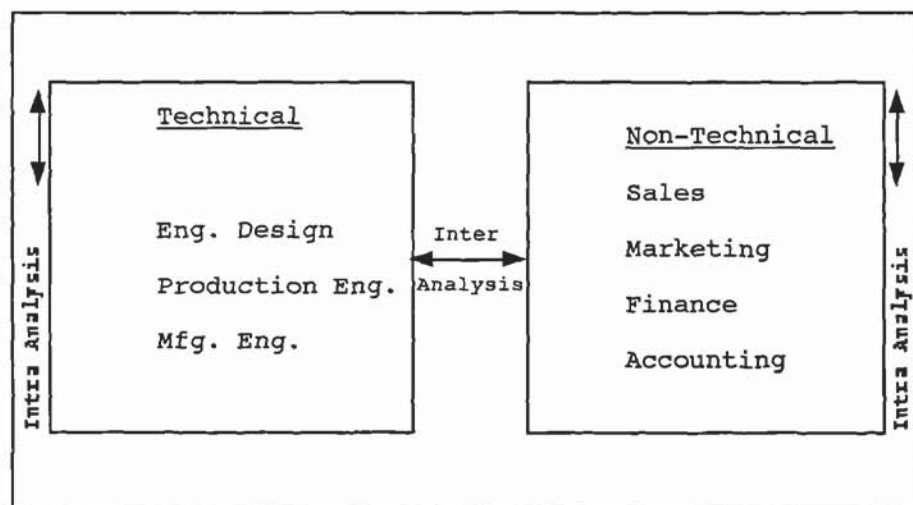 Technical
Eng. Design
Production Eng.
Mfg. Eng.
Intra Analysis
Inter
Analysis
Non-Technical
Sales
Marketing
Finance
Accounting
Intra Analysis